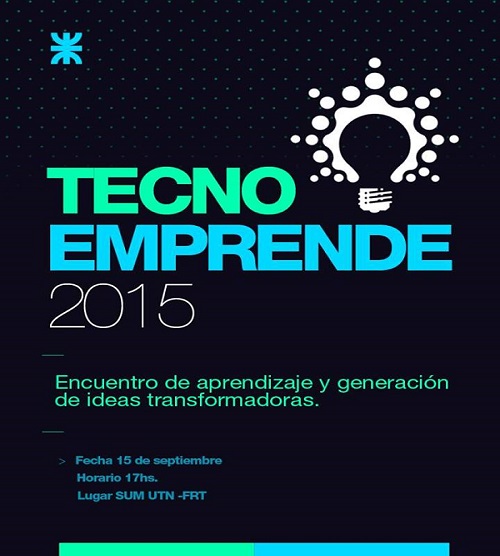 TECNO
EMPRENDE
2015
Encuentro de aprendizaje y generación
de ideas transformadoras.
> Fecha 15 de septiembre
Horario 17hs.
Lugar SUM UTN -FRT